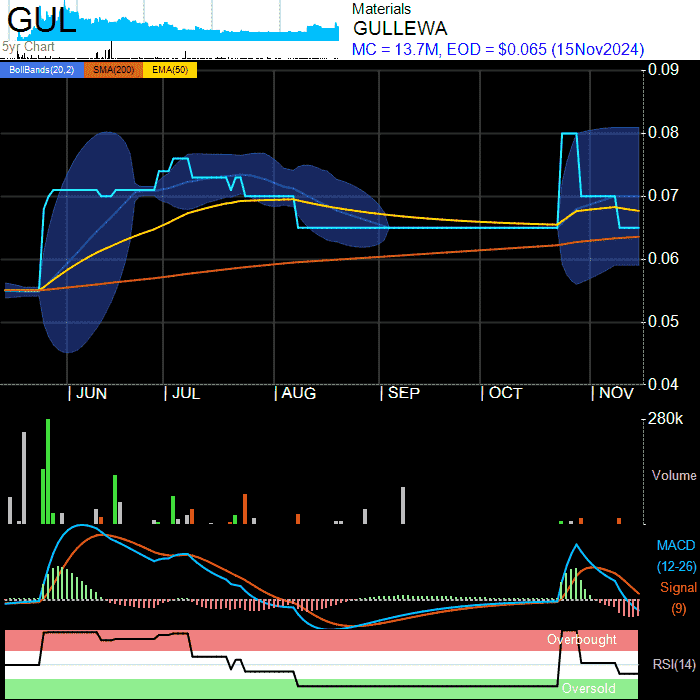 GUL
5yr Chart
Materials
GULLEWA
MC = 13.7M, EOD = $0.065 (15Nov2024)
BollBands(20,2) SMA(200) EMA(50)
0.09
0.08
0.07
0.06
0.05
0.04
JUN JUL AUG SEP OCT NOV
280k
Volume
MACD
(12-26)
Signal
(9)
Overbought
RSI(14)
Oversold